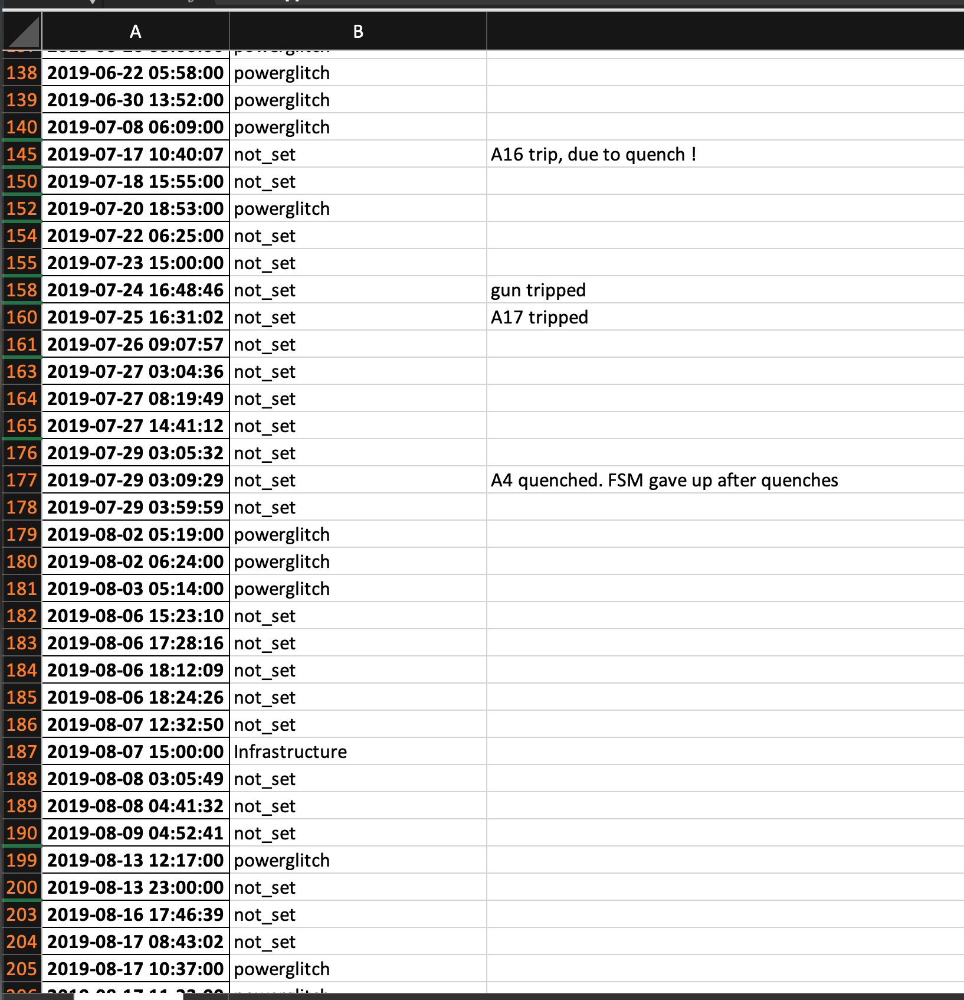 A B
138 2019-06-22 05:58:00 powerglitch
139 2019-06-30 13:52:00 powerglitch
140 2019-07-08 06:09:00 powerglitch
145 2019-07-17 10:40:07 not_set A16 trip, due to quench !
150 2019-07-18 15:55:00 not_set
152 2019-07-20 18:53:00 powerglitch
154 2019-07-22 06:25:00 not_set
155 2019-07-23 15:00:00 not_set
158 2019-07-24 16:48:46 not_set gun tripped
160 2019-07-25 16:31:02 not_set A17 tripped
161 2019-07-26 09:07:57 not_set
163 2019-07-27 03:04:36 not_set
164 2019-07-27 08:19:49 not_set
165 2019-07-27 14:41:12 not_set
176 2019-07-29 03:05:32 not_set
177 2019-07-29 03:09:29 not_set A4 quenched. FSM gave up after quenches
178 2019-07-29 03:59:59 not_set
179 2019-08-02 05:19:00 powerglitch
180 2019-08-02 06:24:00 powerglitch
181 2019-08-03 05:14:00 powerglitch
182 2019-08-06 15:23:10 not_set
183 2019-08-06 17:28:16 not_set
184 2019-08-06 18:12:09 not_set
185 2019-08-06 18:24:26 not_set
186 2019-08-07 12:32:50 not_set
187 2019-08-07 15:00:00 Infrastructure
188 2019-08-08 03:05:49 not_set
189 2019-08-08 04:41:32 not_set
190 2019-08-09 04:52:41 not_set
199 2019-08-13 12:17:00 powerglitch
200 2019-08-13 23:00:00 not_set
203 2019-08-16 17:46:39 not_set
204 2019-08-17 08:43:02 not_set
205 2019-08-17 10:37:00 powerglitch